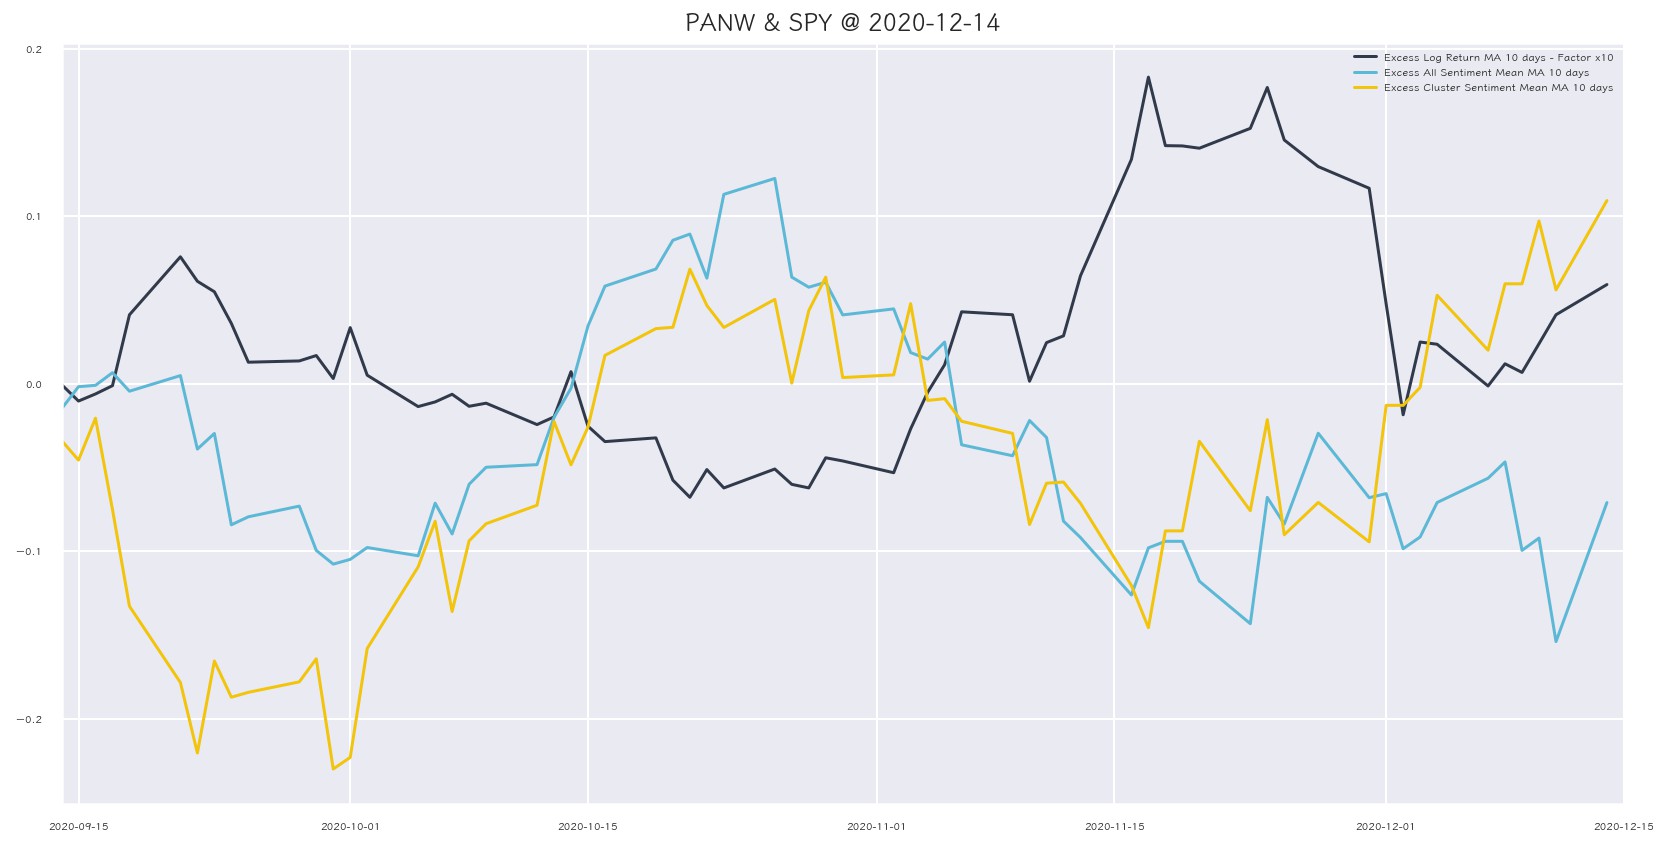 PANW & SPY @ 2020-12-14
Excess Log Return MA 10 days - Factor x10
Excess All Sentiment Mean MA 10 days
Excess Cluster Sentiment Mean MA 10 days
0.2
0.1
0.0
−0.1
−0.2
2020-09-15 2020-10-01 2020-10-15 2020-11-01 2020-11-15 2020-12-01 2020-12-15